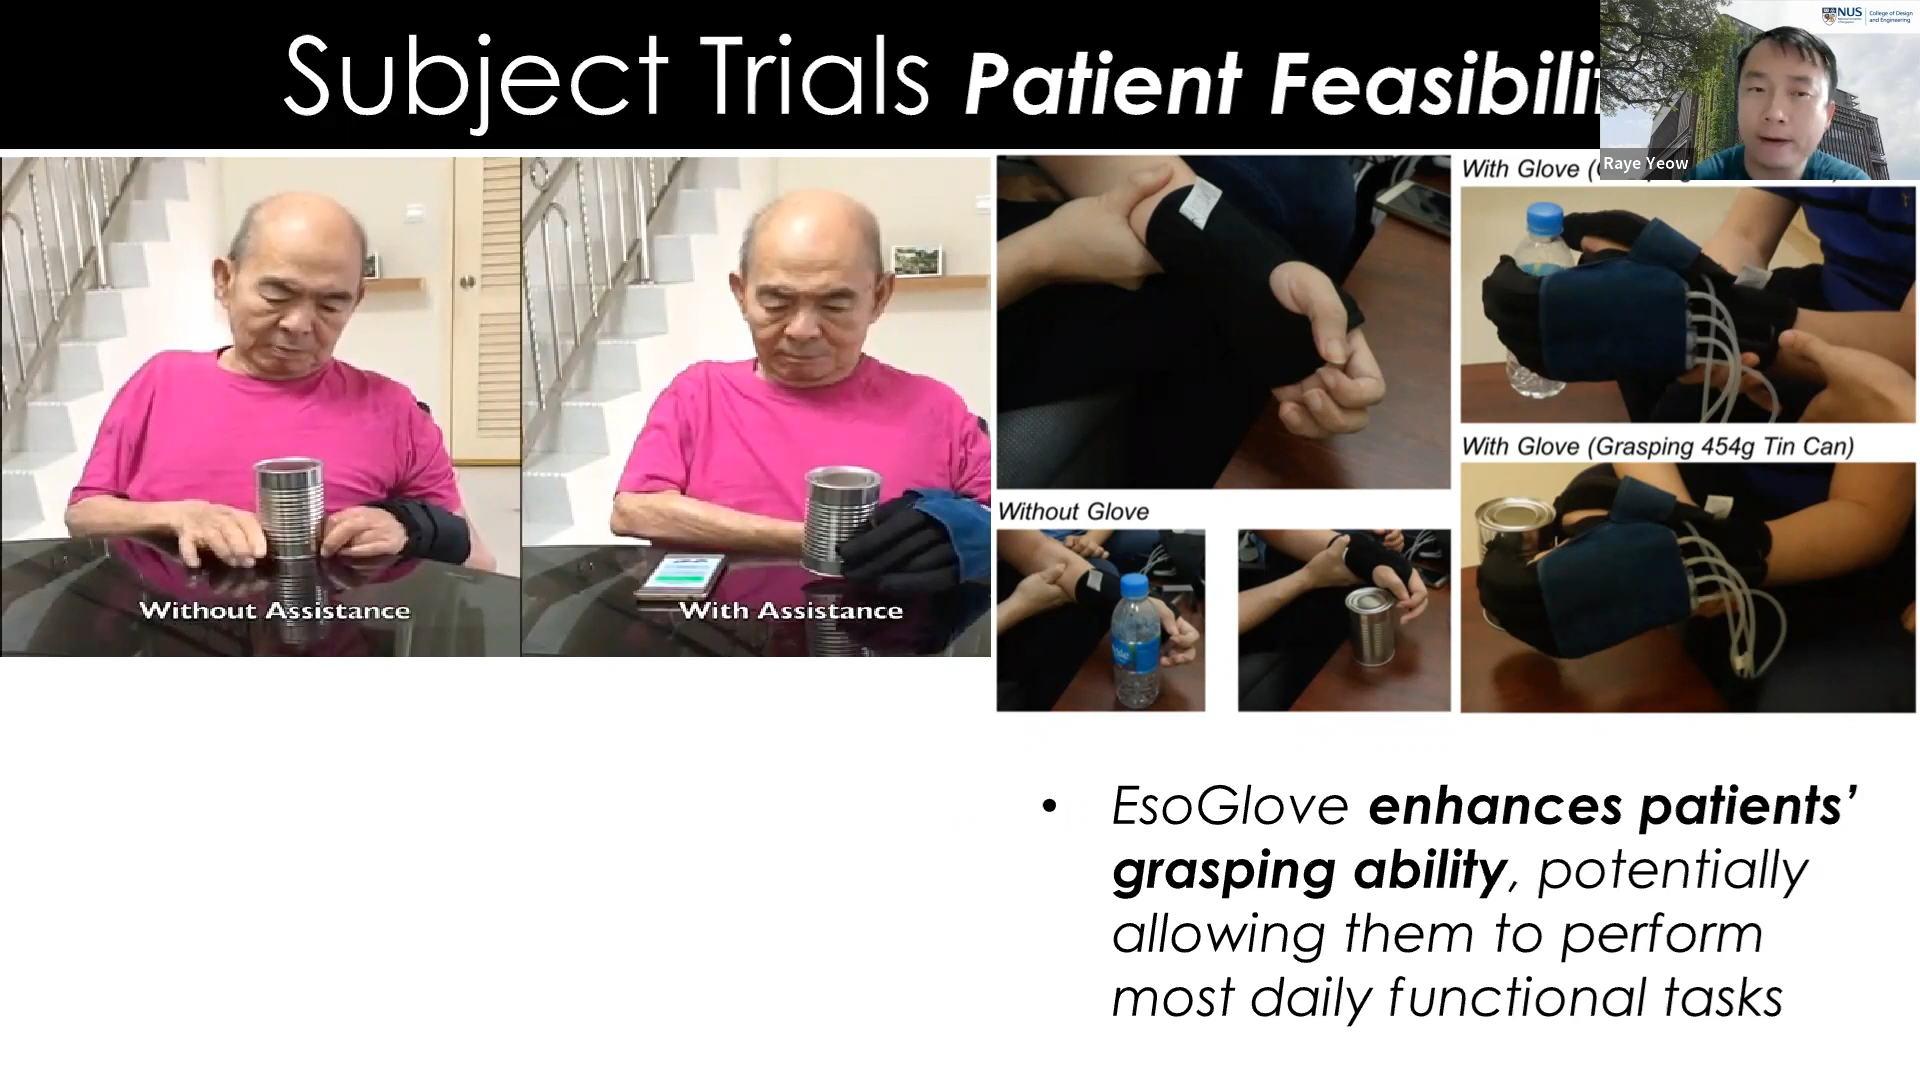 Subject Trials Patient Feasibilit
NUS
College of Design
and Engineering
Raye Yeow
With Glove (
Without Assistance
With Assistance
Without Glove
With Glove (Grasping 454g Tin Can)
• EsoGlove enhances patients’
grasping ability, potentially
allowing them to perform
most daily functional tasks